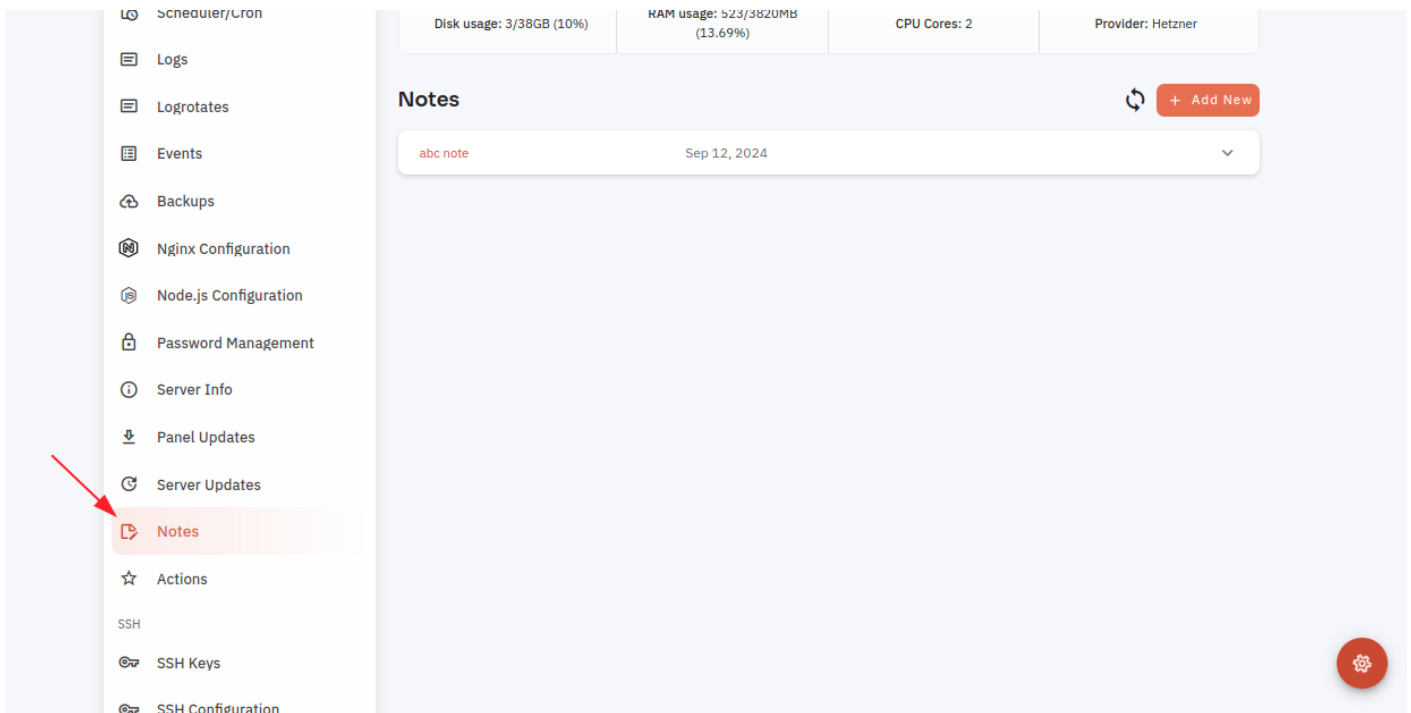 Scheduler/Cron
Logs
Logrotates
Events
Backups
Nginx Configuration
Node.js Configuration
Password Management
Server Info
Panel Updates
Server Updates
Notes
Actions
SSH
SSH Keys
SSH Configuration
Disk usage: 3/38GB (10%)
RAM usage: 523/3820MB
(13.69%)
CPU Cores: 2
Provider: Hetzner
Notes
+ Add New
abc note
Sep 12, 2024